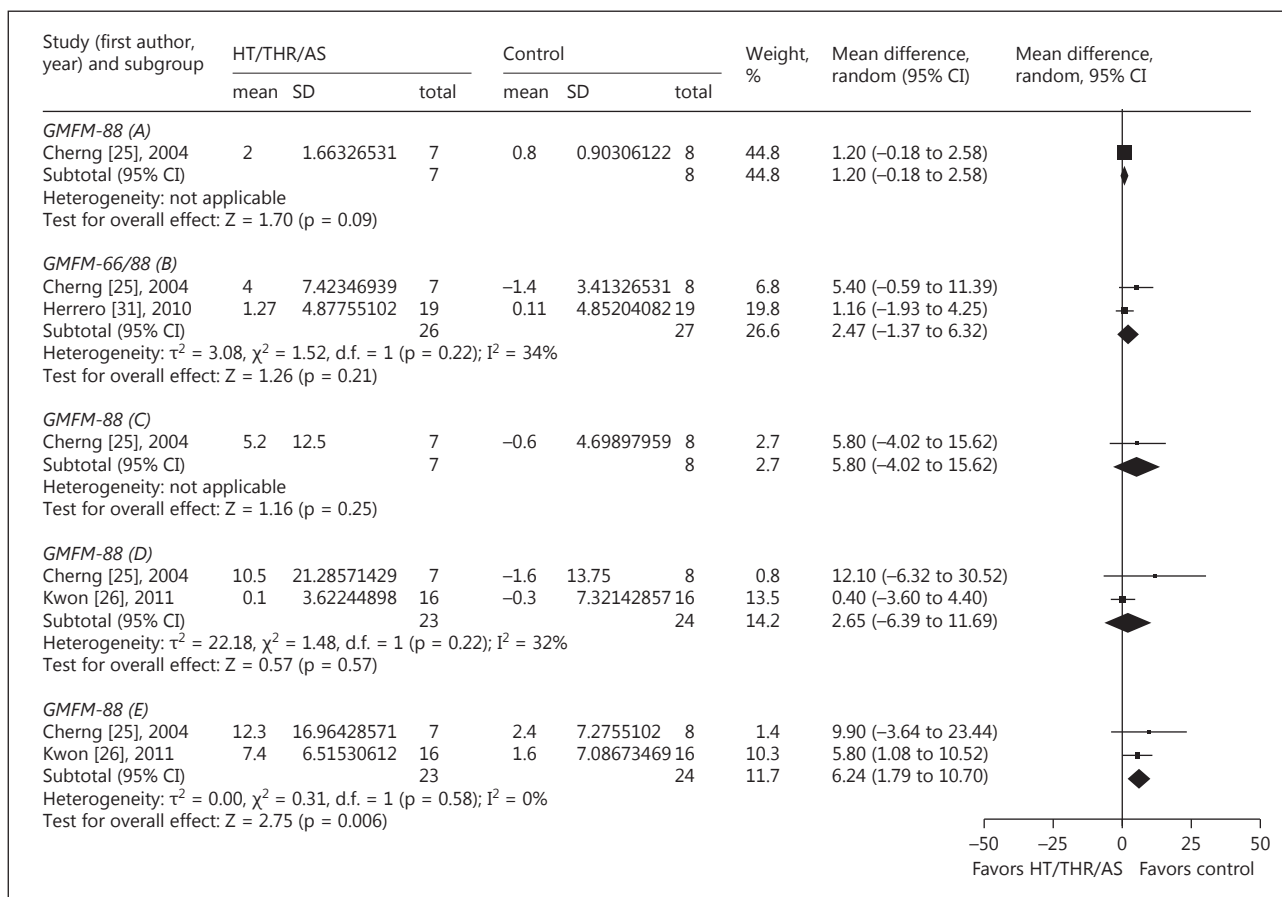 Study (first author, year) and subgroup HT/THR/AS Control Weight, % Mean difference, random (95% CI) Mean difference, random, 95% CI
mean SD total mean SD total
GMFM-88 (A)
Cherng [25], 2004 2 1.66326531 7 0.8 0.90306122 8 44.8 1.20 (–0.18 to 2.58)
Subtotal (95% CI) 7 8 44.8 1.20 (–0.18 to 2.58)
Heterogeneity: not applicable
Test for overall effect: Z = 1.70 (p = 0.09)
GMFM-66/88 (B)
Cherng [25], 2004 4 7.42346939 7 –1.4 3.41326531 8 6.8 5.40 (–0.59 to 11.39)
Herrero [31], 2010 1.27 4.87755102 19 0.11 4.85204082 19 19.8 1.16 (–1.93 to 4.25)
Subtotal (95% CI) 26 27 26.6 2.47 (–1.37 to 6.32)
Heterogeneity: τ² = 3.08, χ² = 1.52, d.f. = 1 (p = 0.22); I² = 34%
Test for overall effect: Z = 1.26 (p = 0.21)
GMFM-88 (C)
Cherng [25], 2004 5.2 12.5 7 –0.6 4.69897959 8 2.7 5.80 (–4.02 to 15.62)
Subtotal (95% CI) 7 8 2.7 5.80 (–4.02 to 15.62)
Heterogeneity: not applicable
Test for overall effect: Z = 1.16 (p = 0.25)
GMFM-88 (D)
Cherng [25], 2004 10.5 21.28571429 7 –1.6 13.75 8 0.8 12.10 (–6.32 to 30.52)
Kwon [26], 2011 0.1 3.62244898 16 –0.3 7.32142857 16 13.5 0.40 (–3.60 to 4.40)
Subtotal (95% CI) 23 24 14.2 2.65 (–6.39 to 11.69)
Heterogeneity: τ² = 22.18, χ² = 1.48, d.f. = 1 (p = 0.22); I² = 32%
Test for overall effect: Z = 0.57 (p = 0.57)
GMFM-88 (E)
Cherng [25], 2004 12.3 16.96428571 7 2.4 7.2755102 8 1.4 9.90 (–3.64 to 23.44)
Kwon [26], 2011 7.4 6.51530612 16 1.6 7.08673469 16 10.3 5.80 (1.08 to 10.52)
Subtotal (95% CI) 23 24 11.7 6.24 (1.79 to 10.70)
Heterogeneity: τ² = 0.00, χ² = 0.31, d.f. = 1 (p = 0.58); I² = 0%
Test for overall effect: Z = 2.75 (p = 0.006)
–50 –25 0 25 50
Favors HT/THR/AS Favors control